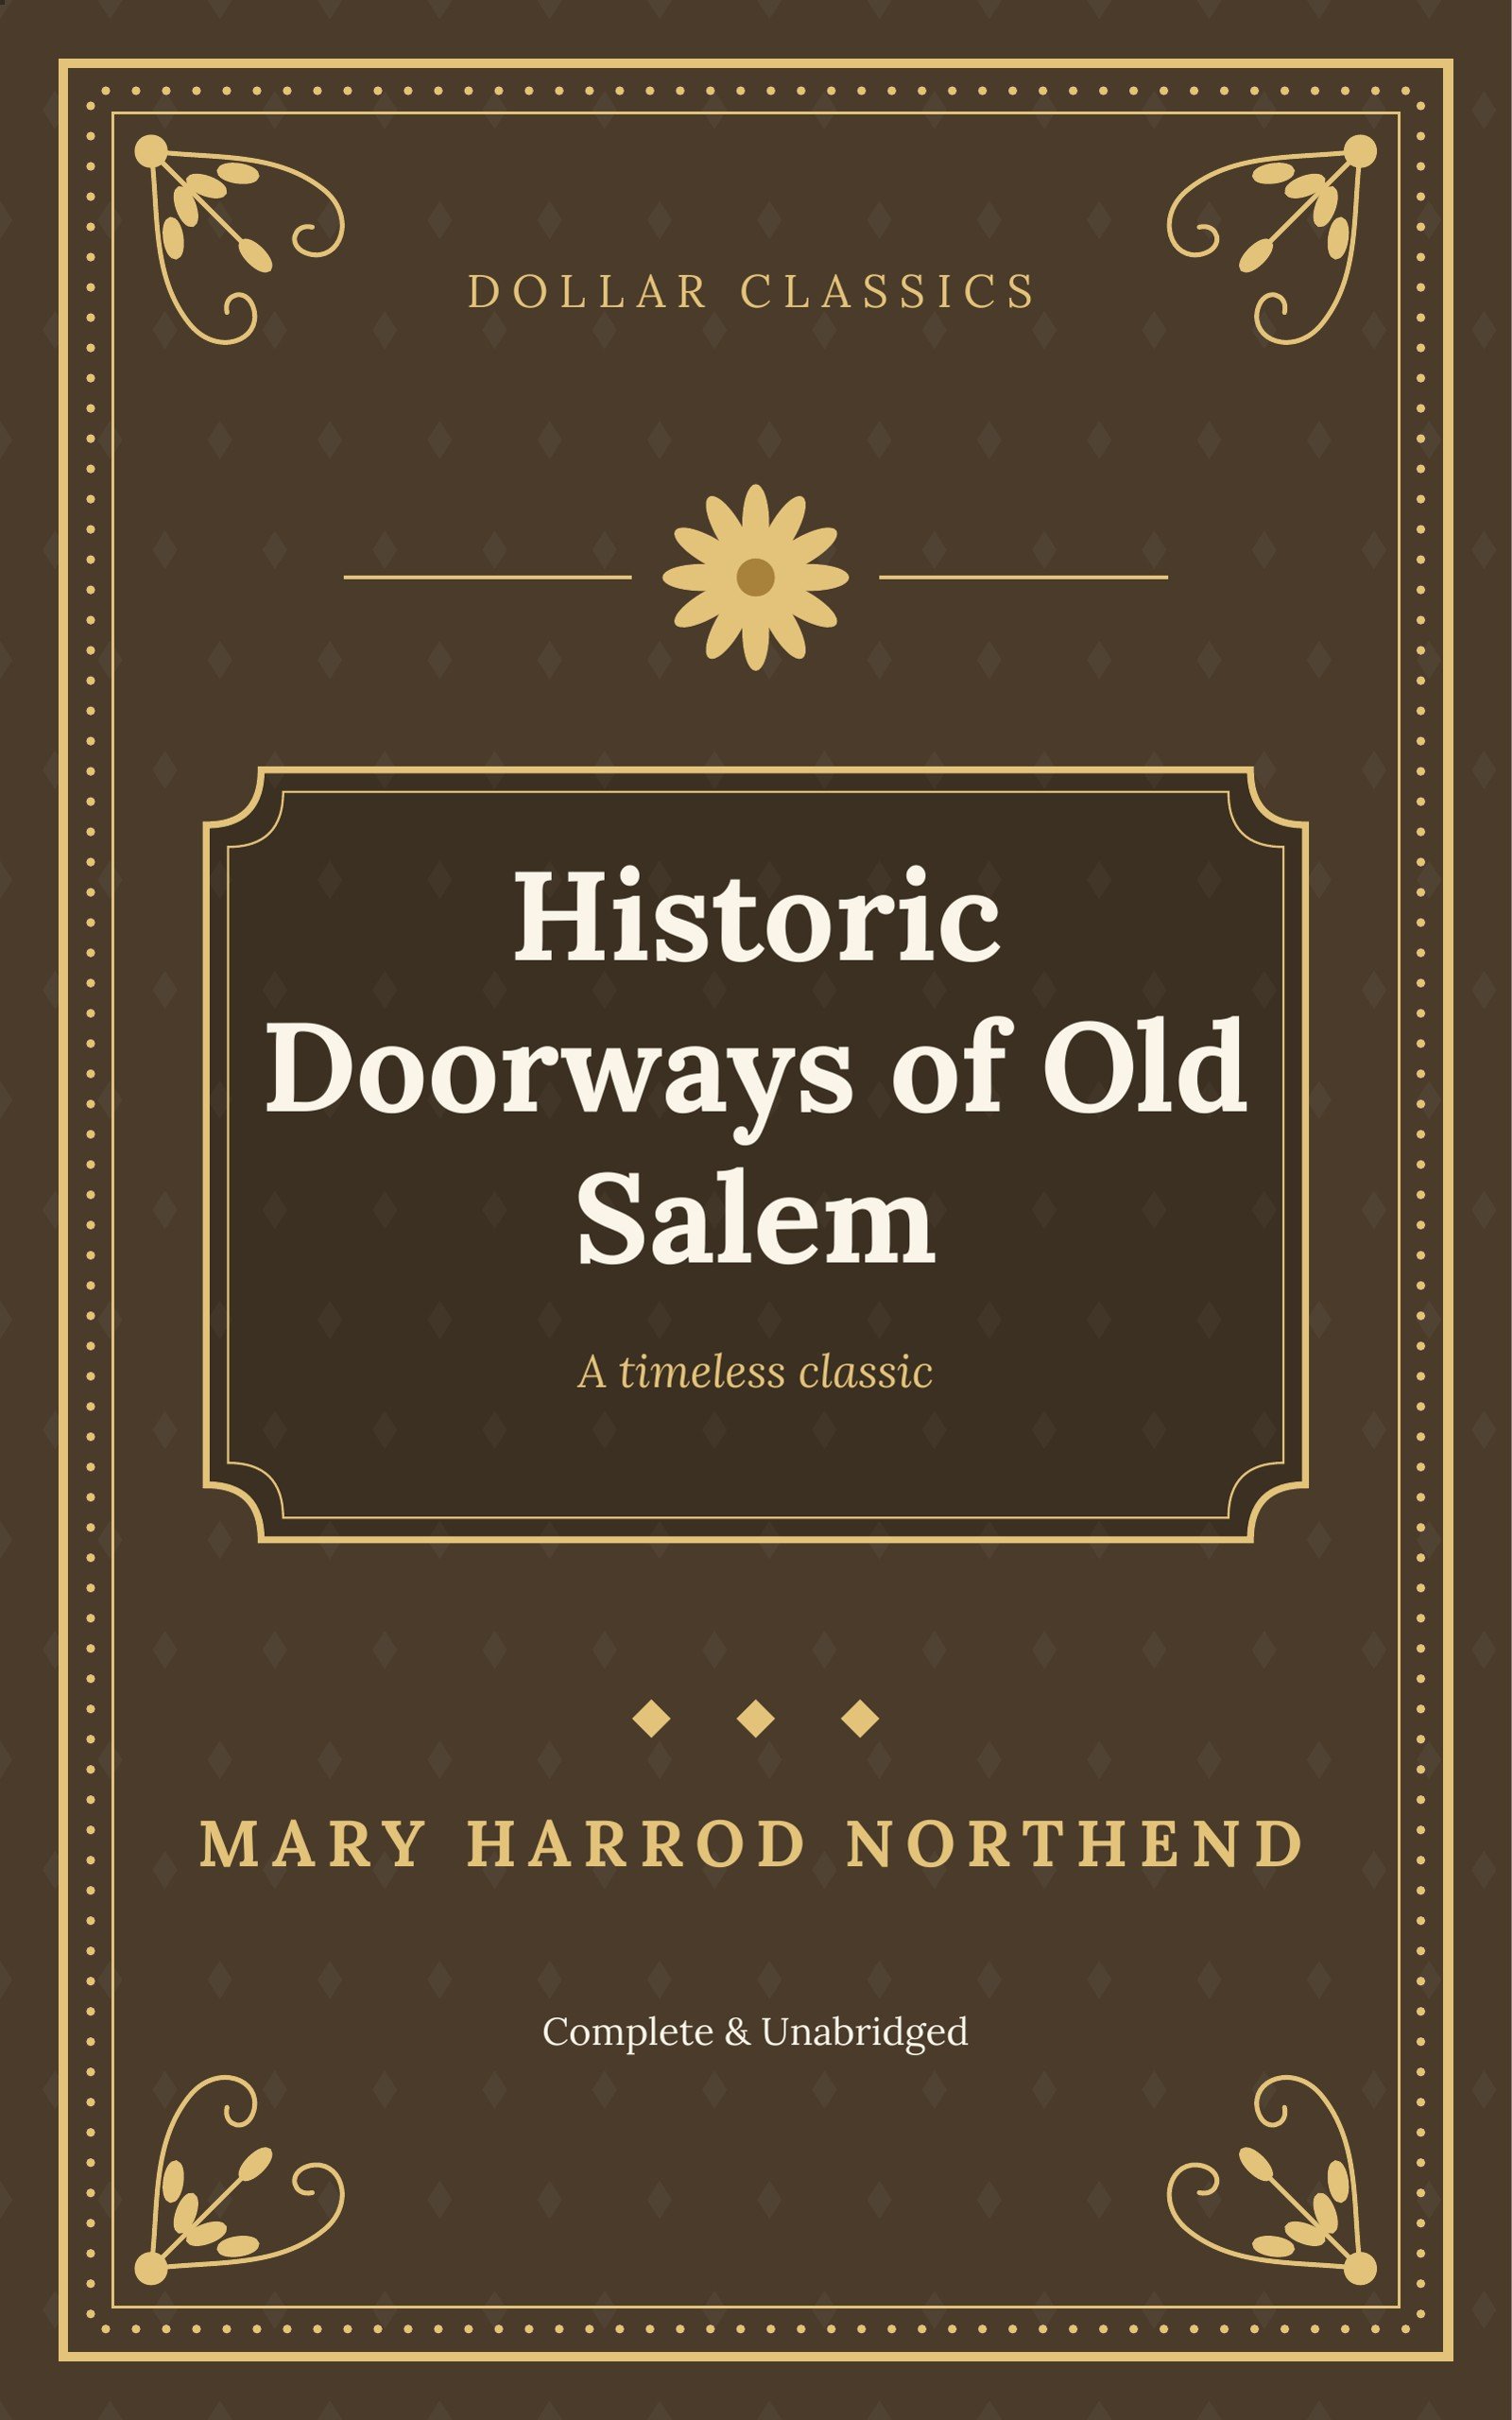 DOLLAR CLASSICS
Historic
Doorways of Old
Salem
A timeless classic
MARY HARROD NORTHEND
Complete & Unabridged